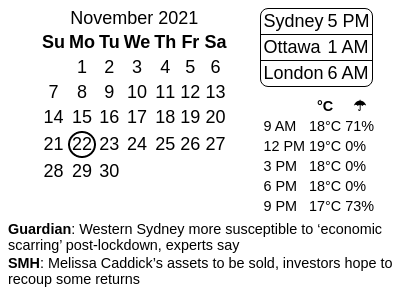 November 2021
Su Mo Tu We Th Fr Sa
1 2 3 4 5 6
7 8 9 10 11 12 13
14 15 16 17 18 19 20
21 22 23 24 25 26 27
28 29 30
Sydney 5 PM
Ottawa 1 AM
London 6 AM
°C ☂
9 AM 18°C 71%
12 PM 19°C 0%
3 PM 18°C 0%
6 PM 18°C 0%
9 PM 17°C 73%
Guardian: Western Sydney more susceptible to ‘economic
scarring’ post-lockdown, experts say
SMH: Melissa Caddick’s assets to be sold, investors hope to
recoup some returns